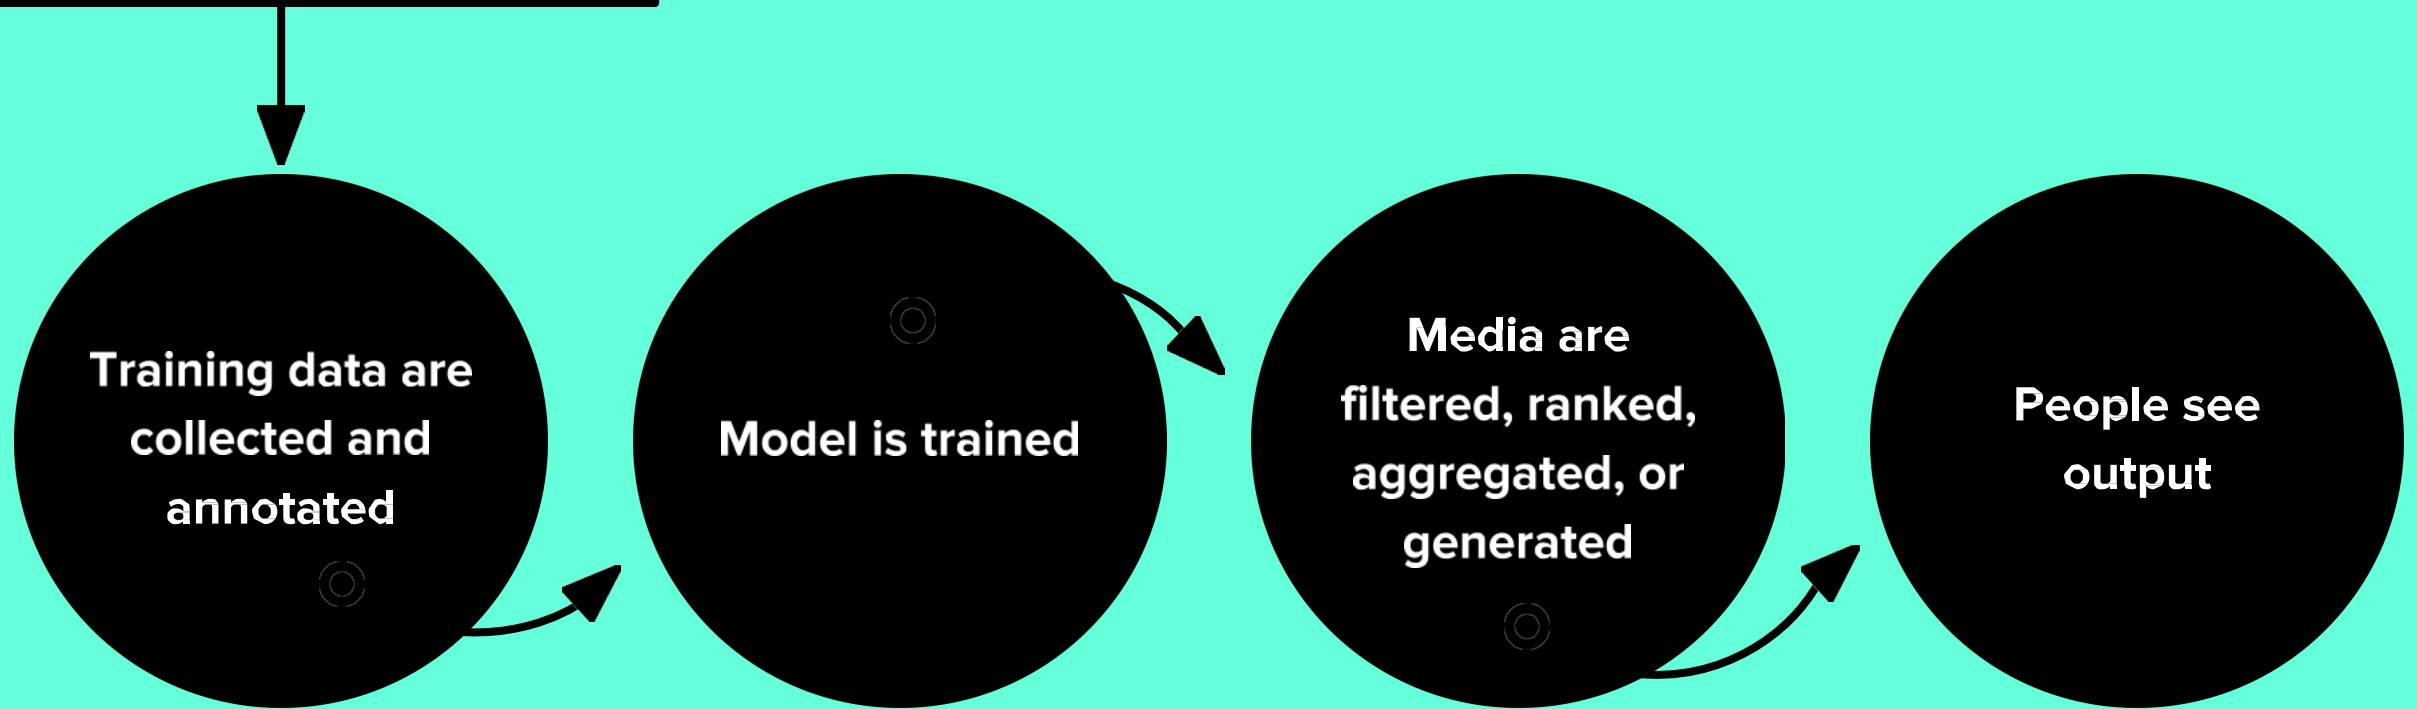 Training data are
collected and
annotated
Model is trained
Media are
filtered, ranked,
aggregated, or
generated
People see
output